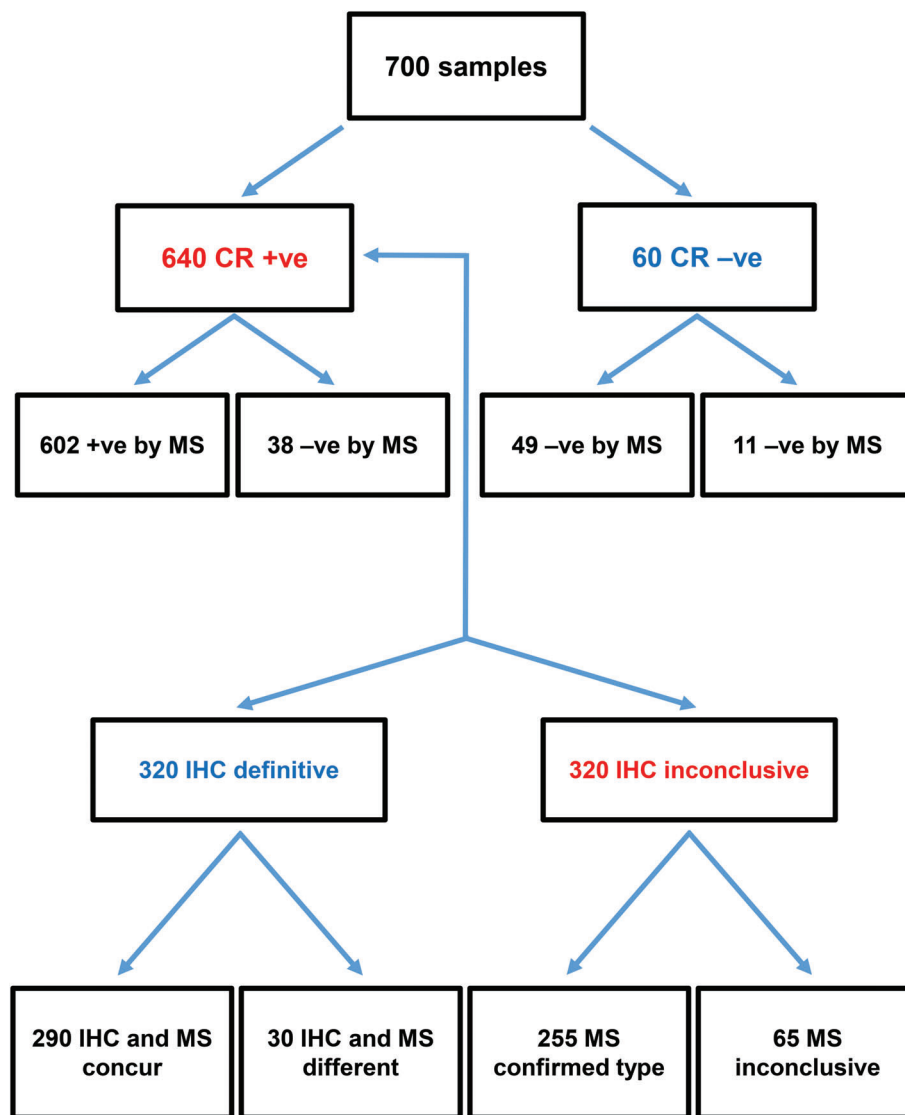 700 samples
640 CR +ve
60 CR –ve
602 +ve by MS
38 –ve by MS
49 –ve by MS
11 –ve by MS
320 IHC definitive
320 IHC inconclusive
290 IHC and MS
concur
30 IHC and MS
different
255 MS
confirmed type
65 MS
inconclusive